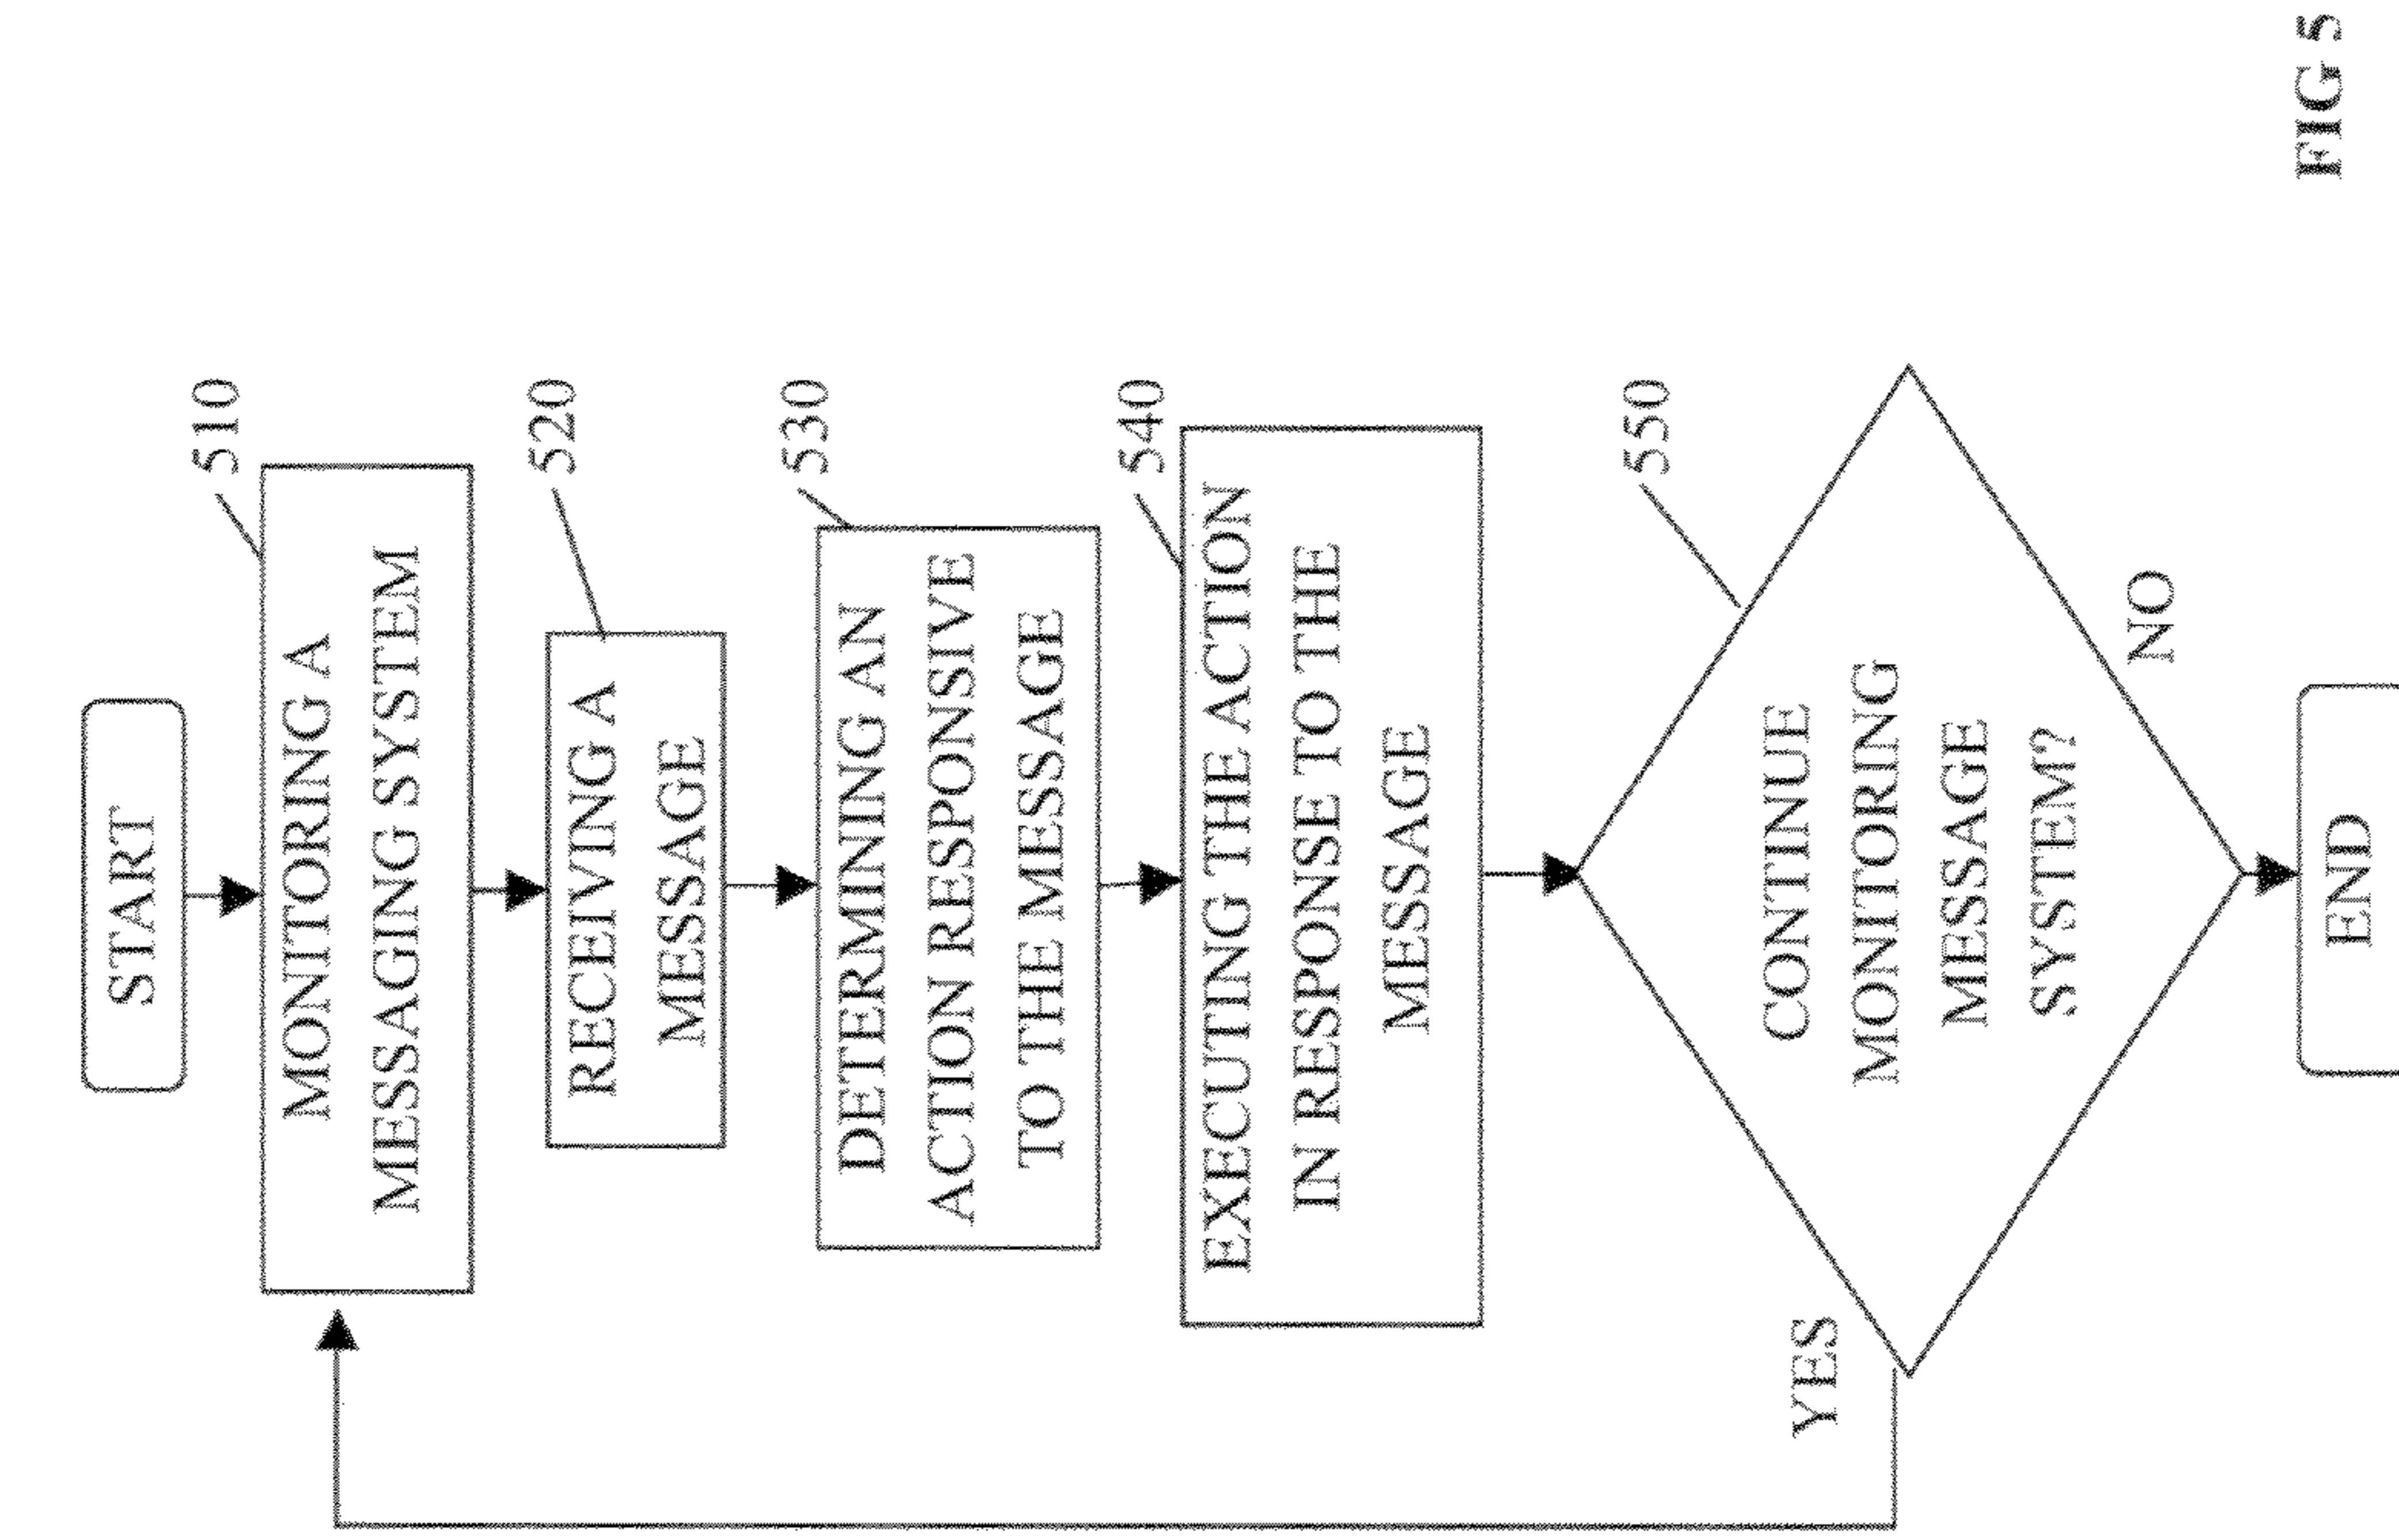 START
510
MONITORING A
MESSAGING SYSTEM
520
RECEIVING A
MESSAGE
530
DETERMINING AN
ACTION RESPONSIVE
TO THE MESSAGE
540
EXECUTING THE ACTION
IN RESPONSE TO THE
MESSAGE
550
CONTINUE
MONITORING
MESSAGE
SYSTEM?
YES
NO
END
FIG 5